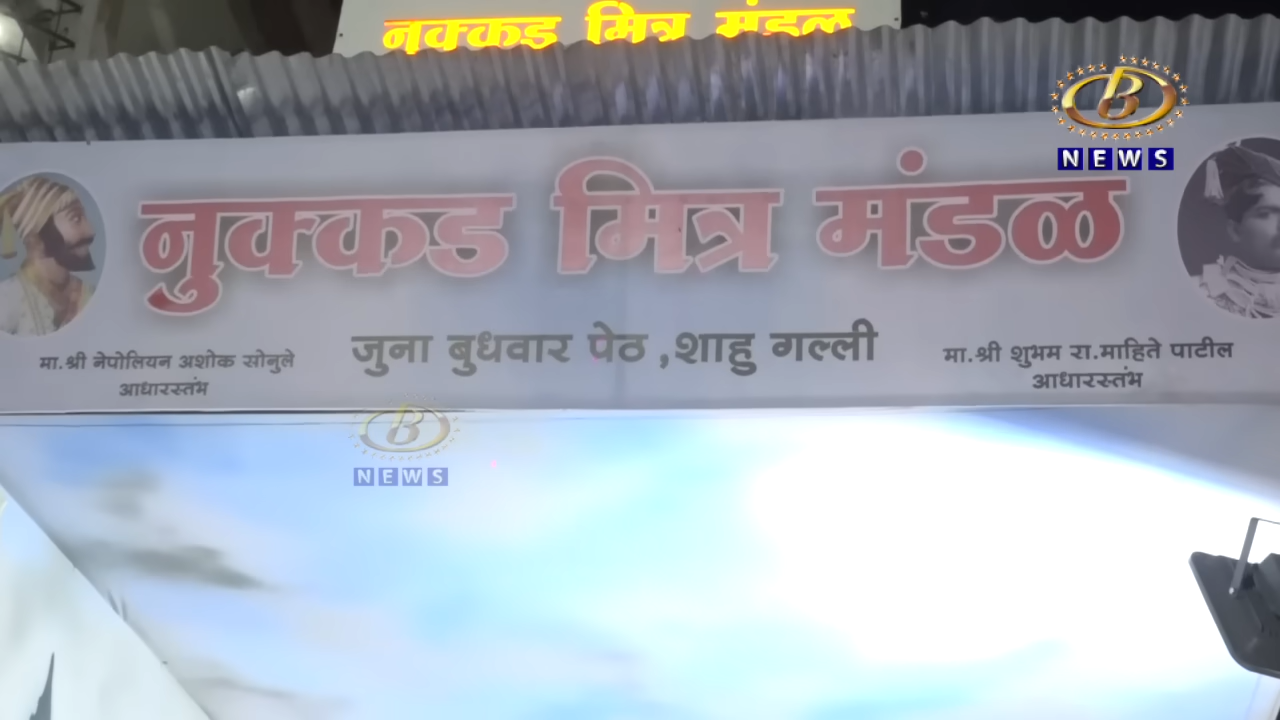 नुक्कड मित्र मंडळ
B
NEWS
नुक्कड मित्र मंडळ
जुना बुधवार पेठ ,शाहु गल्ली
मा.श्री नेपोलियन अशोक सोनुले
आधारस्तंभ
मा.श्री शुभम रा.माहिते पाटील
आधारस्तंभ
B
NEWS